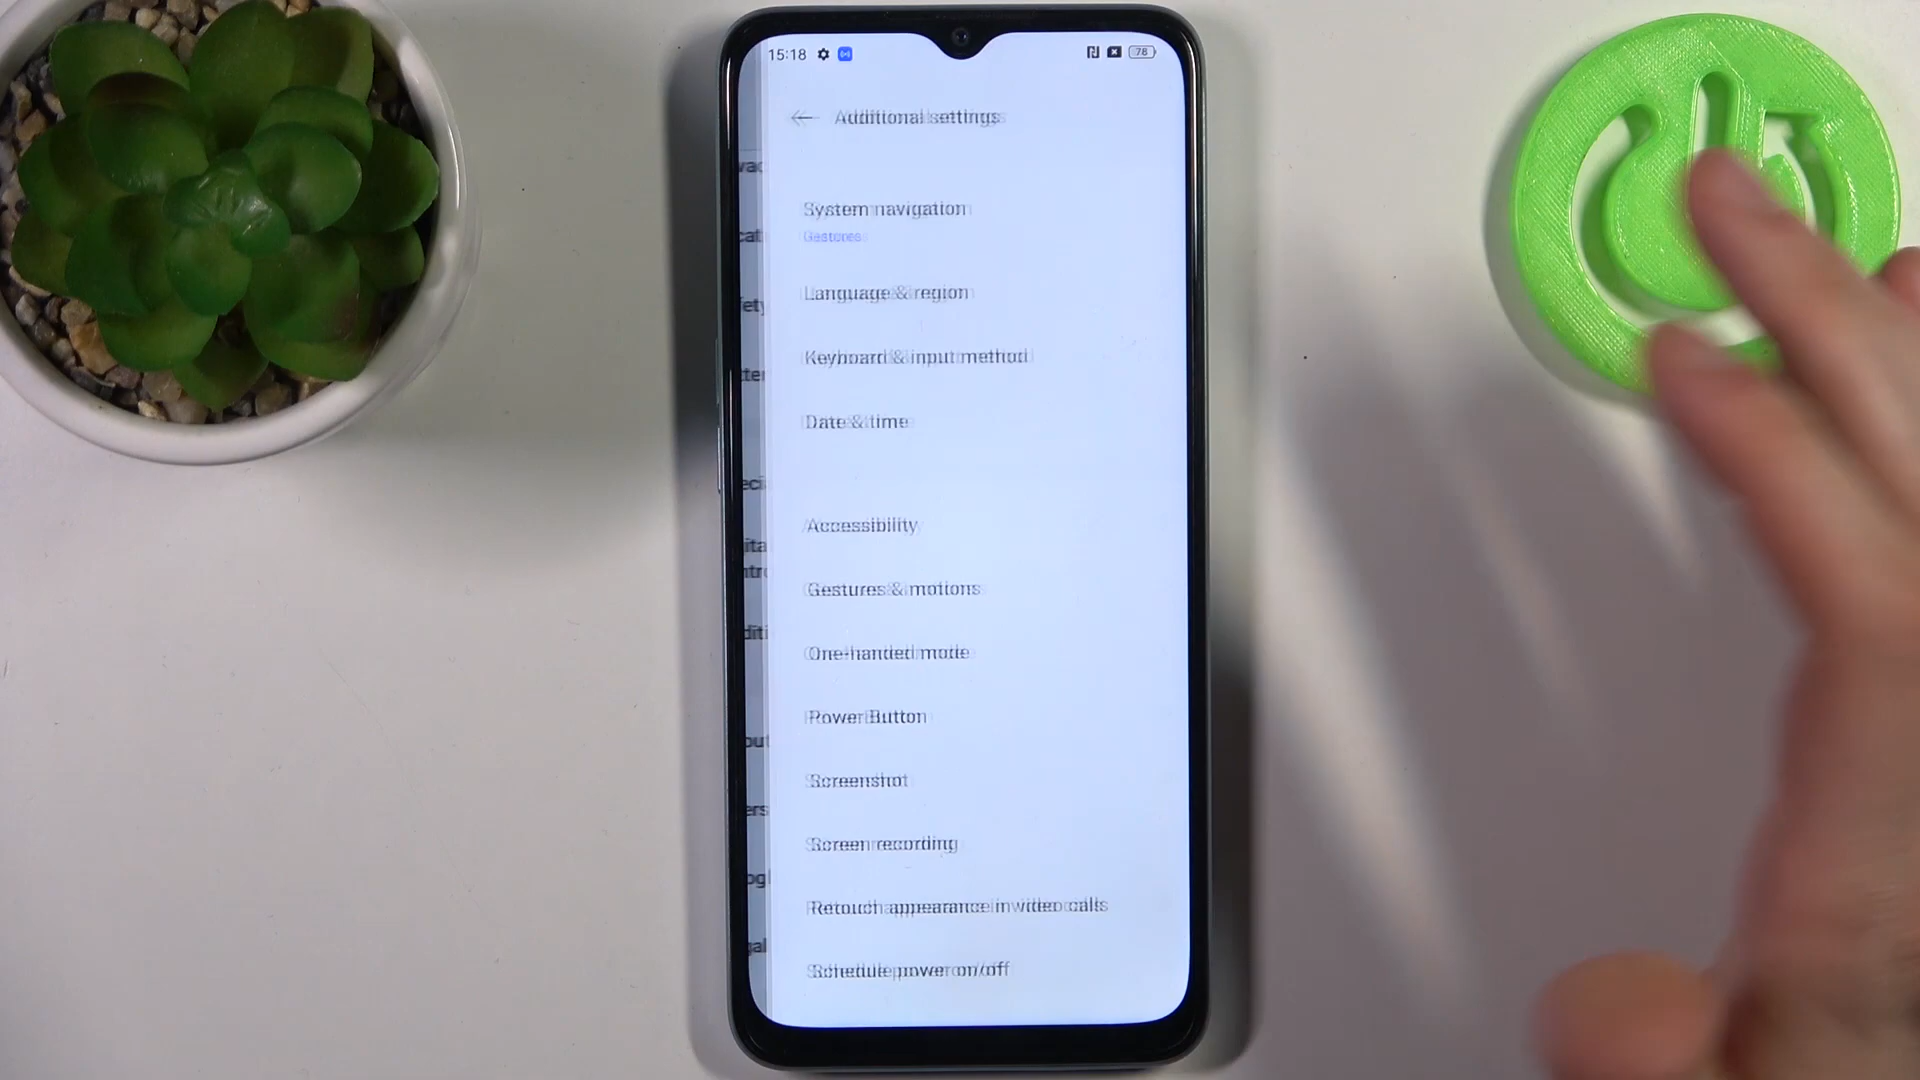 15:18
78
Additional settings
System navigation
Gestures
Language & region
Keyboard & input method
Date & time
Accessibility
Gestures & motions
One-handed mode
Power Button
Screenshot
Screen recording
Retouch appearance in video calls
Schedule power on/off